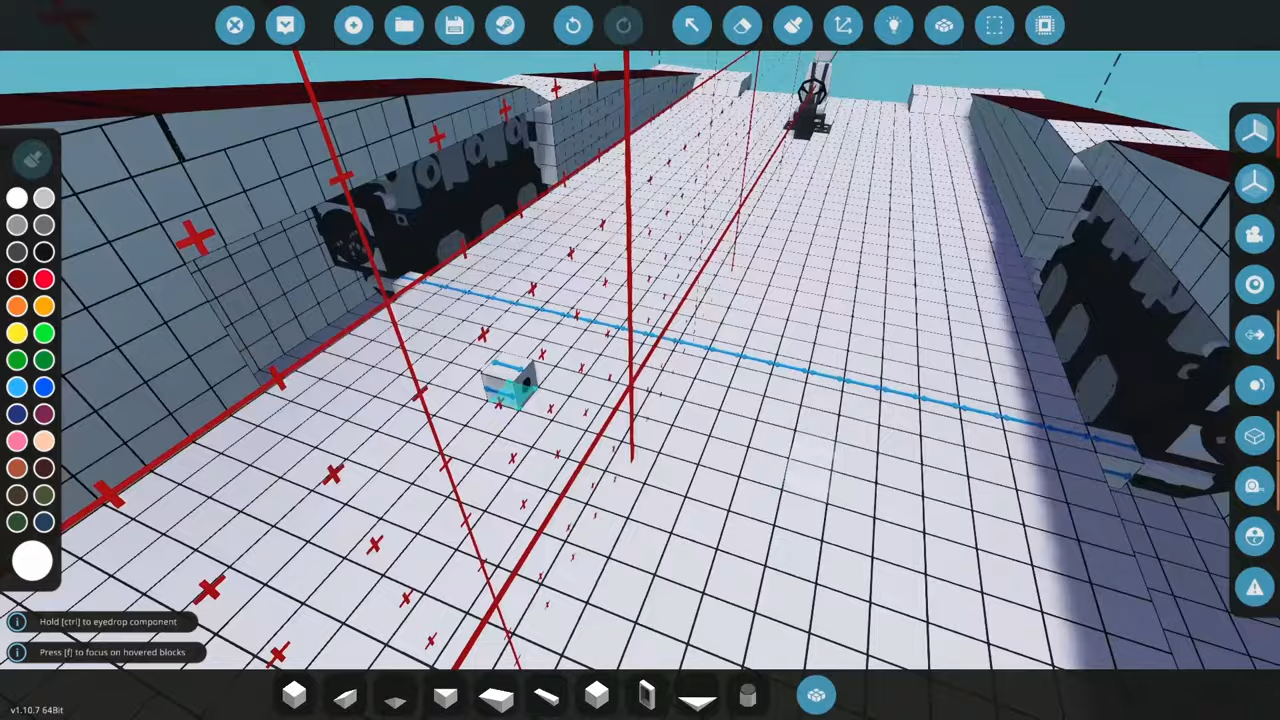 Hold [ctrl] to eyedrop component
Press [f] to focus on hovered blocks
v1.10.7 64Bit